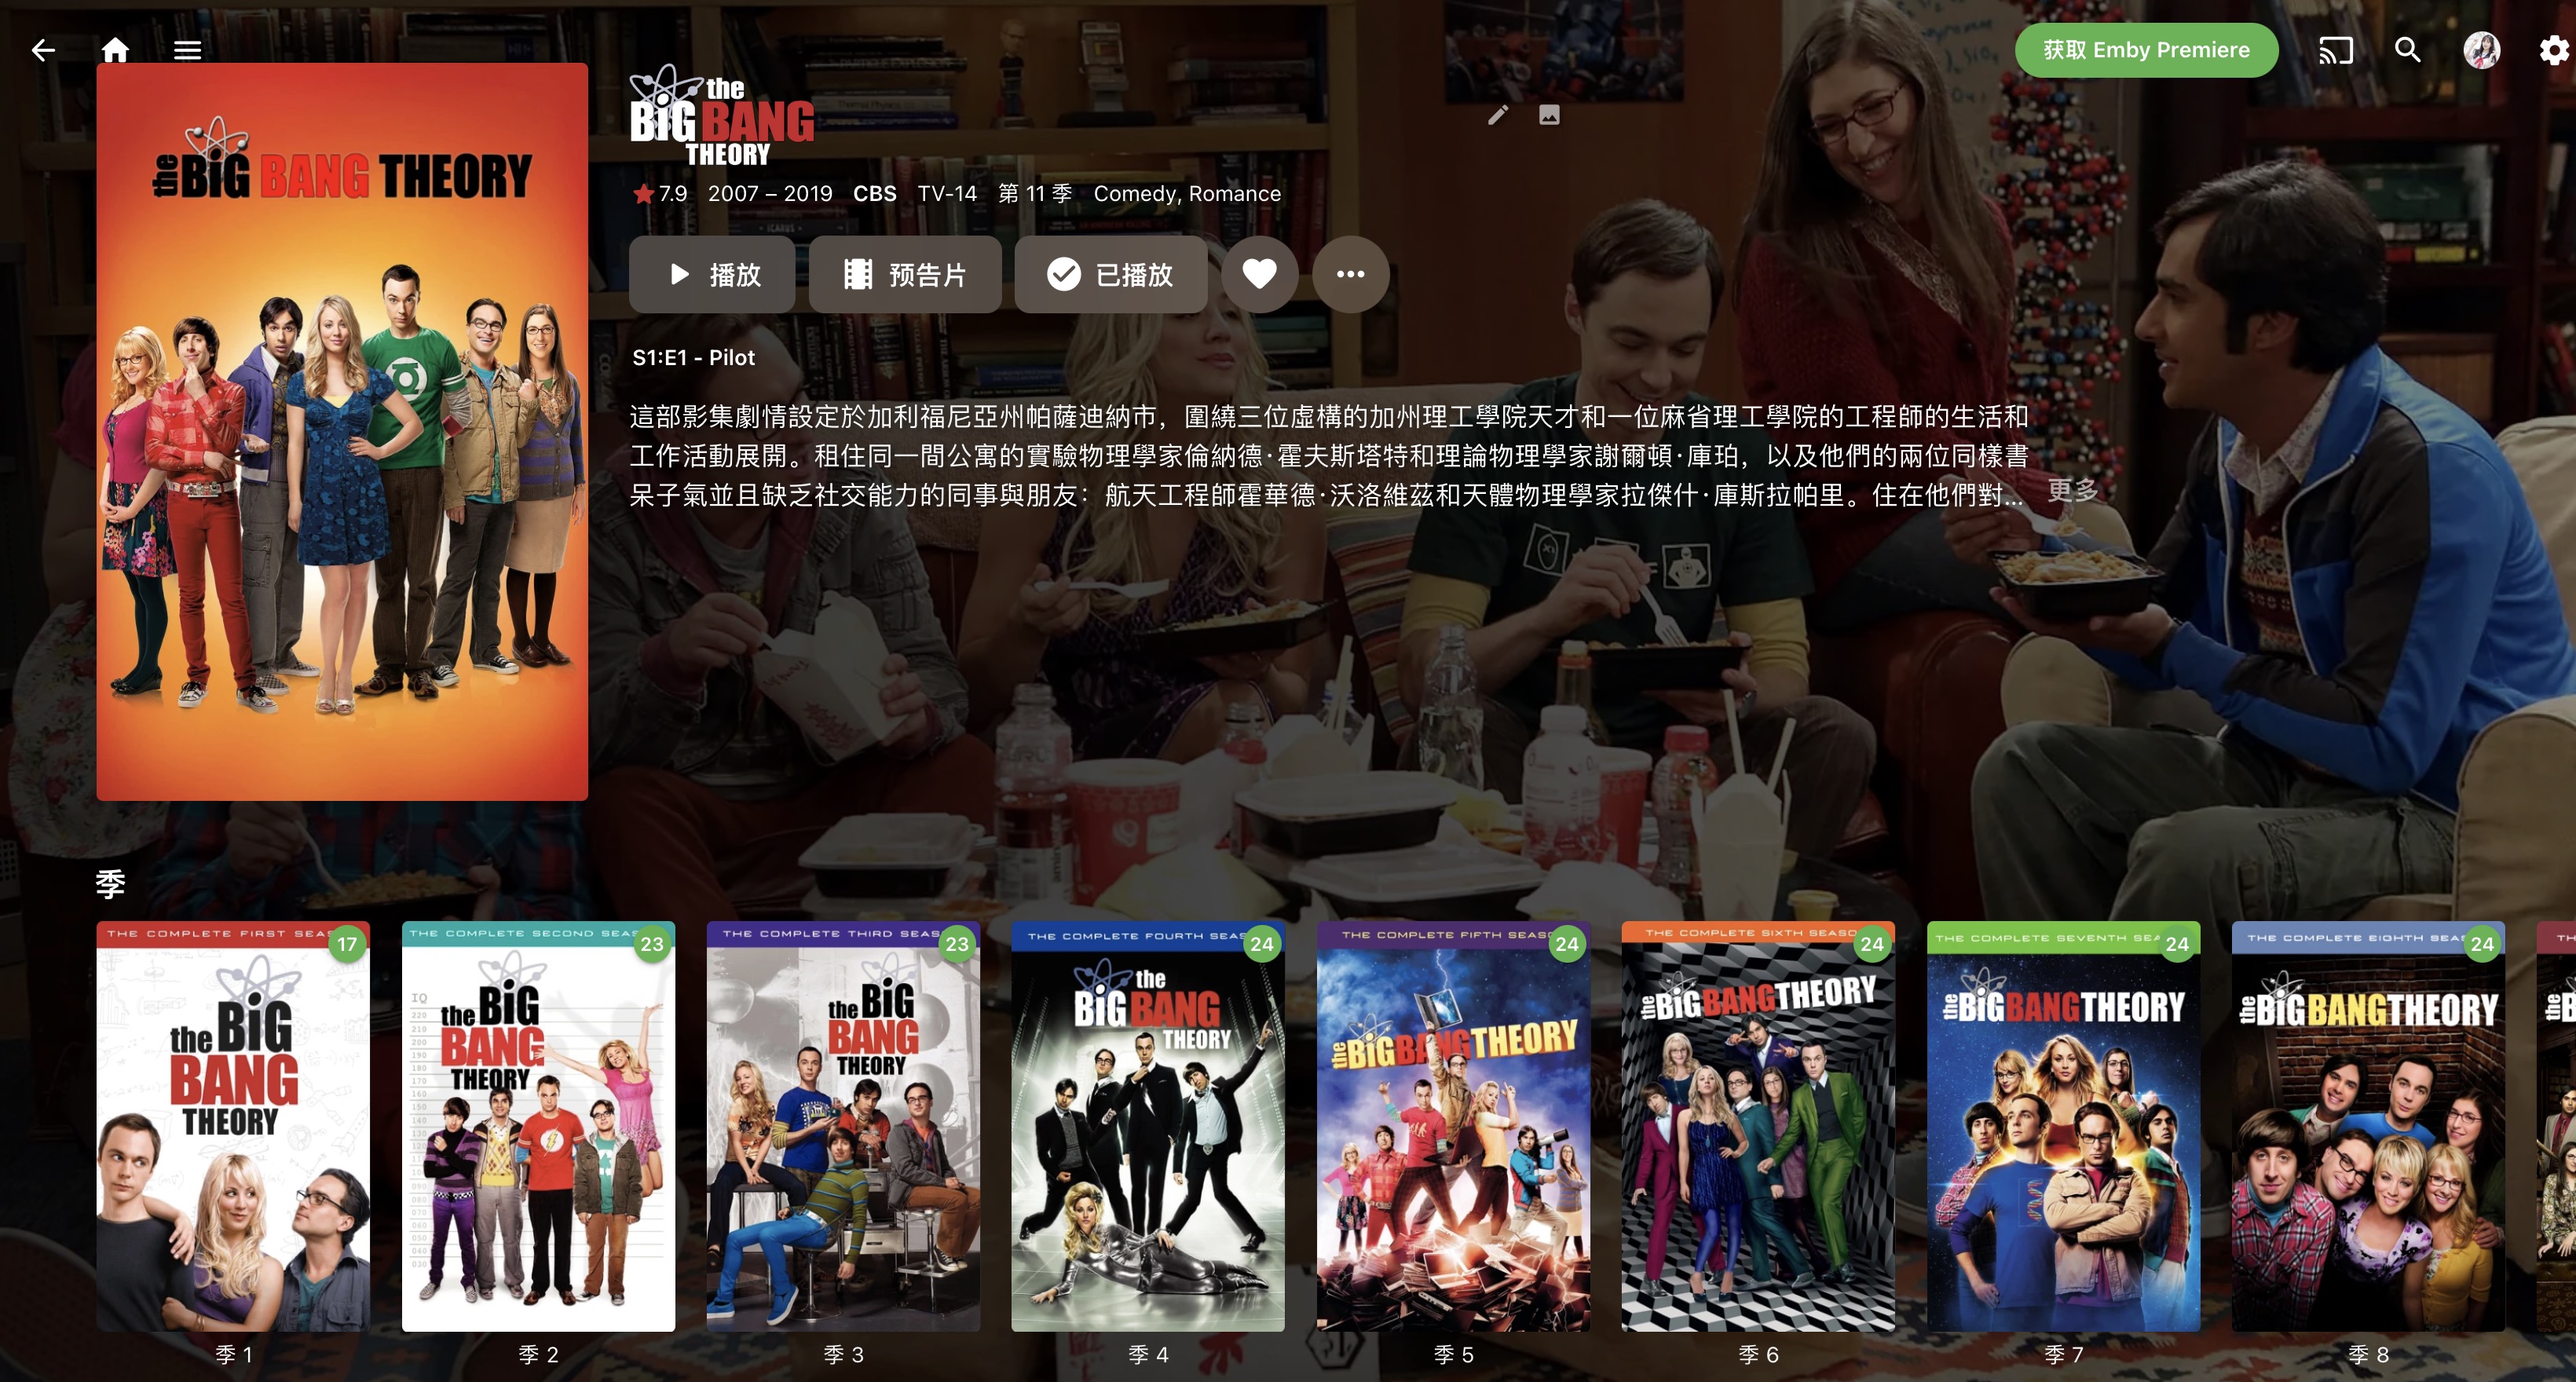 获取 Emby Premiere
the BIG BANG THEORY
the
BIG BANG
THEORY
7.9 2007 – 2019 CBS TV-14 第 11 季 Comedy, Romance
播放 预告片 已播放
S1:E1 - Pilot
這部影集劇情設定於加利福尼亞州帕薩迪納市，圍繞三位虛構的加州理工學院天才和一位麻省理工學院的工程師的生活和
工作活動展開。租住同一間公寓的實驗物理學家倫納德·霍夫斯塔特和理論物理學家謝爾頓·庫珀，以及他們的兩位同樣書
呆子氣並且缺乏社交能力的同事與朋友：航天工程師霍華德·沃洛維茲和天體物理學家拉傑什·庫斯拉帕里。住在他們對... 更多
季
THE COMPLETE FIRST
17
the BIG
BANG
THEORY
季 1
THE COMPLETE SECOND
23
IQ
the BIG
BANG
THEORY
季 2
THE COMPLETE THIRD
23
the BIG
BANG
THEORY
季 3
THE COMPLETE FOURTH
24
the
BIG BANG
THEORY
季 4
THE COMPLETE FIFTH
24
the BIG BANG THEORY
季 5
THE COMPLETE SIXTH
24
the BIG BANG THEORY
季 6
THE COMPLETE SEVENTH
24
the BIG BANG THEORY
季 7
THE COMPLETE EIGHTH
24
the BIG BANG THEORY
季 8